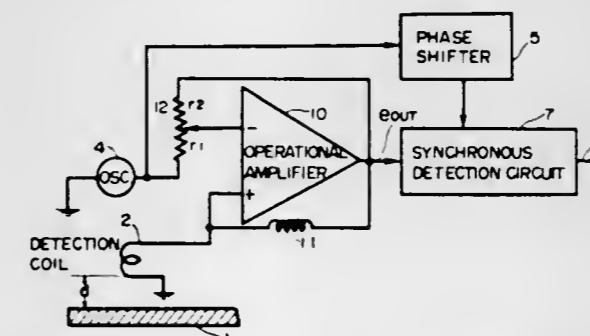 PHASE
SHIFTER
5
12
r2
r1
10
-
OPERATIONAL
AMPLIFIER
+
eOUT
7
SYNCHRONOUS
DETECTION CIRCUIT
4
OSC
2
DETECTION
COIL
11
d
1